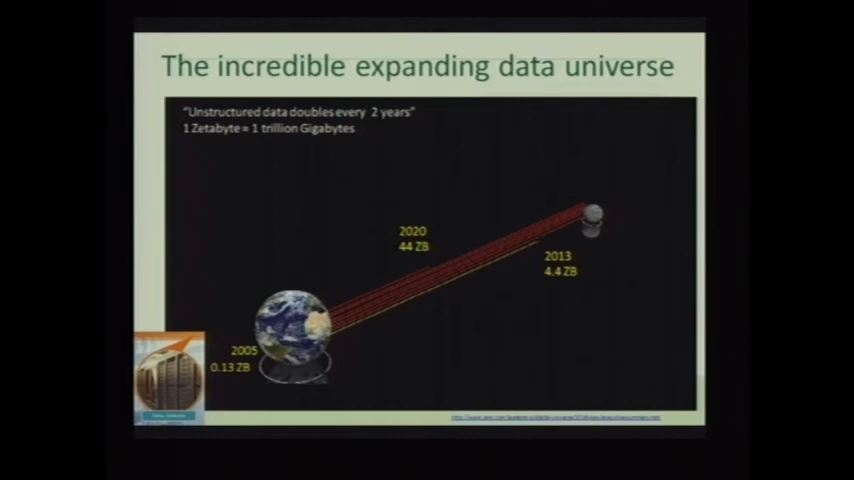 The incredible expanding data universe
"Unstructured data doubles every 2 years"
1 Zetabyte = 1 trillion Gigabytes
2020
44 ZB
2013
4.4 ZB
2005
0.13 ZB